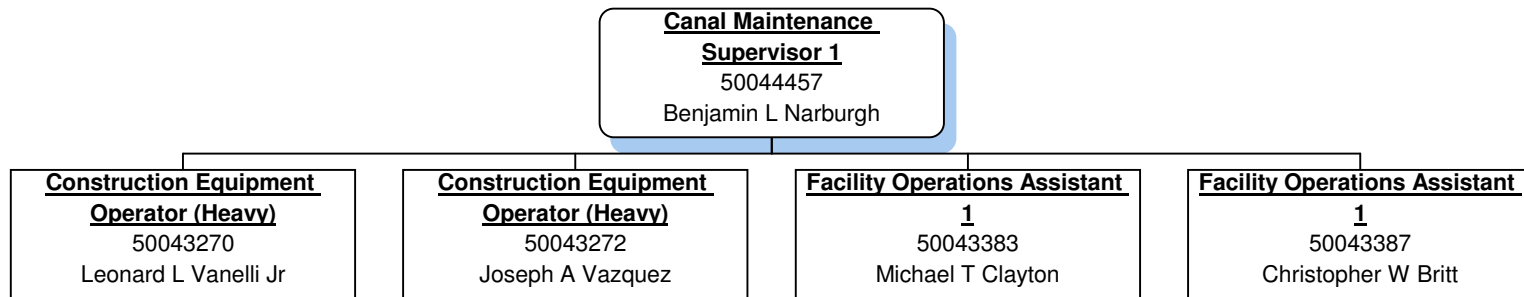 Canal Maintenance
Supervisor 1
50044457
Benjamin L Narburgh
Construction Equipment
Operator (Heavy)
50043270
Leonard L Vanelli Jr
Construction Equipment
Operator (Heavy)
50043272
Joseph A Vazquez
Facility Operations Assistant
1
50043383
Michael T Clayton
Facility Operations Assistant
1
50043387
Christopher W Britt